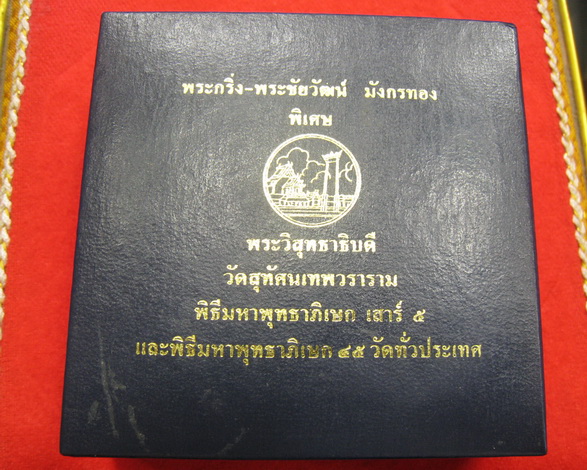 พระกริ่ง-พระชัยวัฒน์ มังกรทอง
พิเศษ
พระวิสุทธาธิบดี
วัดสุทัศนเทพวราราม
พิธีมหาพุทธาภิเษก เสาร์ ๕
และพิธีมหาพุทธาภิเษก ๔๕ วัดทั่วประเทศ